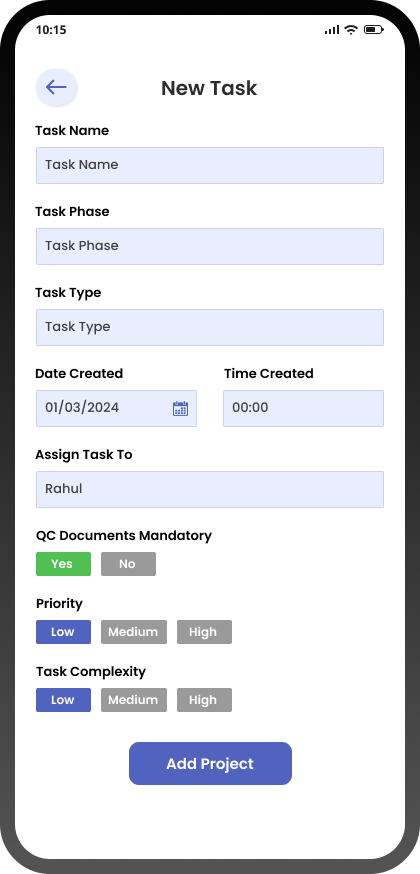 10:15
New Task
Task Name
Task Name
Task Phase
Task Phase
Task Type
Task Type
Date Created Time Created
01/03/2024 00:00
Assign Task To
Rahul
QC Documents Mandatory
Yes No
Priority
Low Medium High
Task Complexity
Low Medium High
Add Project